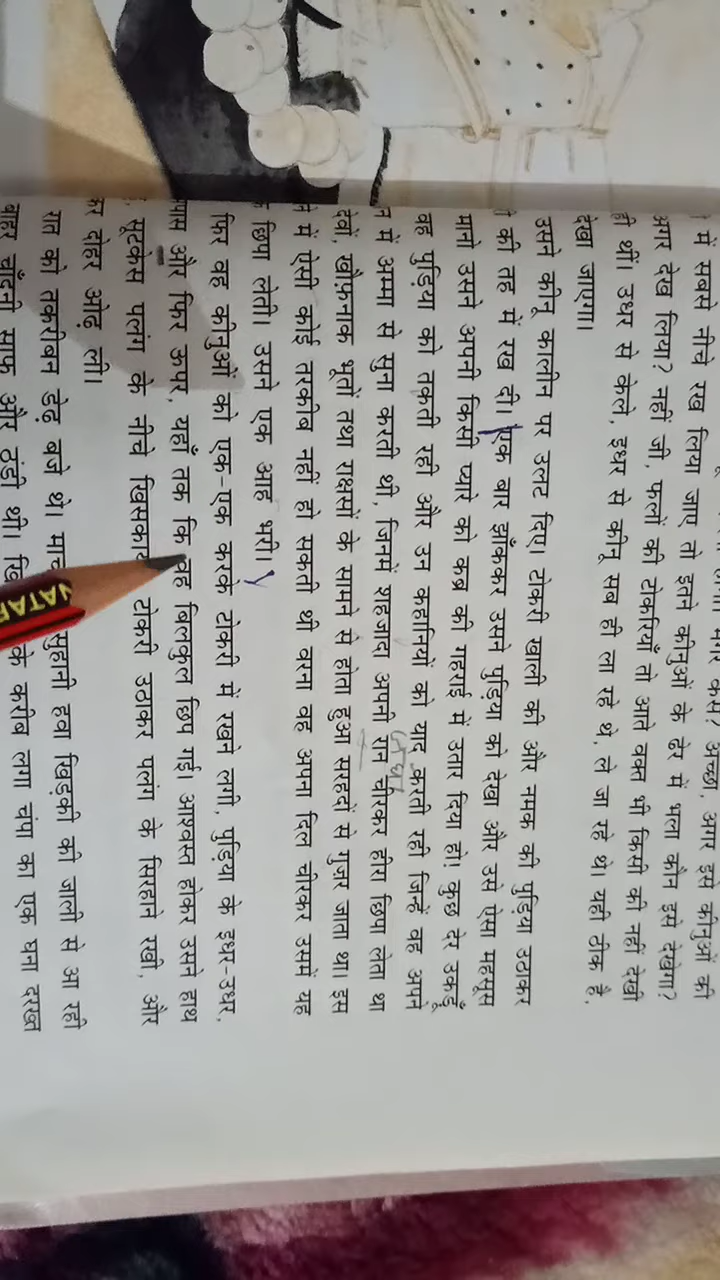 में सबसे नीचे रख लिया जाए तो इतने कीनुओं के ढेर में भला कौन इसे देखेगा?
अच्छा, अगर इसे कीनुओं की
अगर देख लिया? नहीं जी, फलों की टोकरियाँ तो आते वक्त भी किसी की नहीं देखी
थीं। उधर से केले, इधर से कीनू सब ही ला रहे थे, ले जा रहे थे। यही ठीक है,
देखा जाएगा।
उसने कीनू कालीन पर उलट दिए। टोकरी खाली की और नमक की पुड़िया उठाकर
की तह में रख दी। एक बार झाँककर उसने पुड़िया को देखा और उसे ऐसा महसूस
मानो उसने अपनी किसी प्यारे को कब्र की गहराई में उतार दिया हो! कुछ देर उकड़ूँ
वह पुड़िया को तकती रही और उन कहानियों को याद करती रही जिन्हें वह अपने
न में अम्मा से सुना करती थी, जिनमें शहज़ादा अपनी रान चीरकर हीरा छिपा लेता था
जाँघ
देवों, खौफ़नाक भूतों तथा राक्षसों के सामने से होता हुआ सरहदों से गुज़र जाता था। इस
में ऐसी कोई तरकीब नहीं हो सकती थी वरना वह अपना दिल चीरकर उसमें यह
छिपा लेती। उसने एक आह भरी।
फिर वह कीनुओं को एक-एक करके टोकरी में रखने लगी, पुड़िया के इधर-उधर,
पास और फिर ऊपर, यहाँ तक कि वह बिलकुल छिप गई। आश्वस्त होकर उसने हाथ
सूटकेस पलंग के नीचे टोकरी उठाकर पलंग के सिरहाने रखी, और
कर दोहर ओढ़ ली।
रात को तकरीबन डेढ़ बजे थे। सुहानी हवा खिड़की की जाली से आ रही
बाहर चाँदनी साफ़ और ठंडी थी। के करीब लगा चंपा का एक घना दरख्त
NATAR